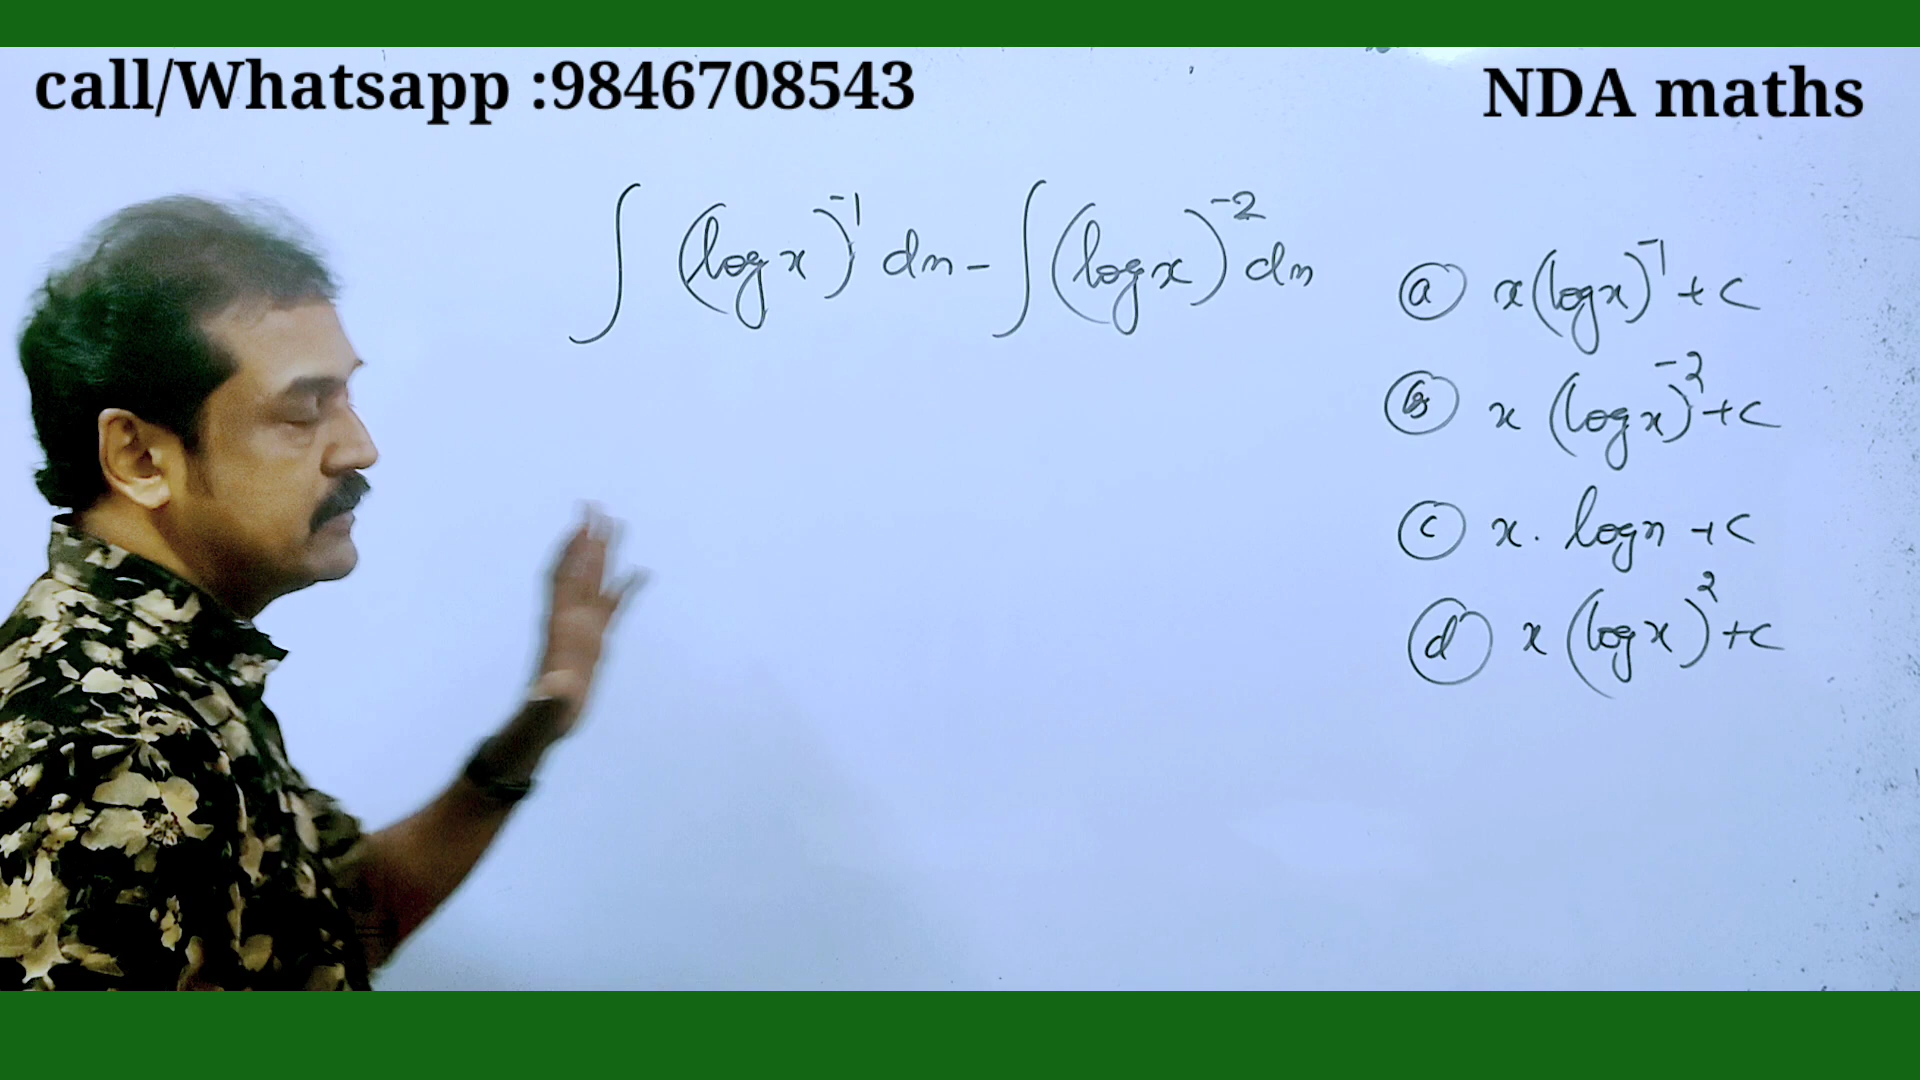 call/Whatsapp :9846708543
NDA maths
∫ (log x)⁻¹ dx - ∫ (log x)⁻² dx
ⓐ x(log x)⁻¹ + c
ⓑ x (log x)⁻² + c
ⓒ x. log x + c
ⓓ x (log x)² + c